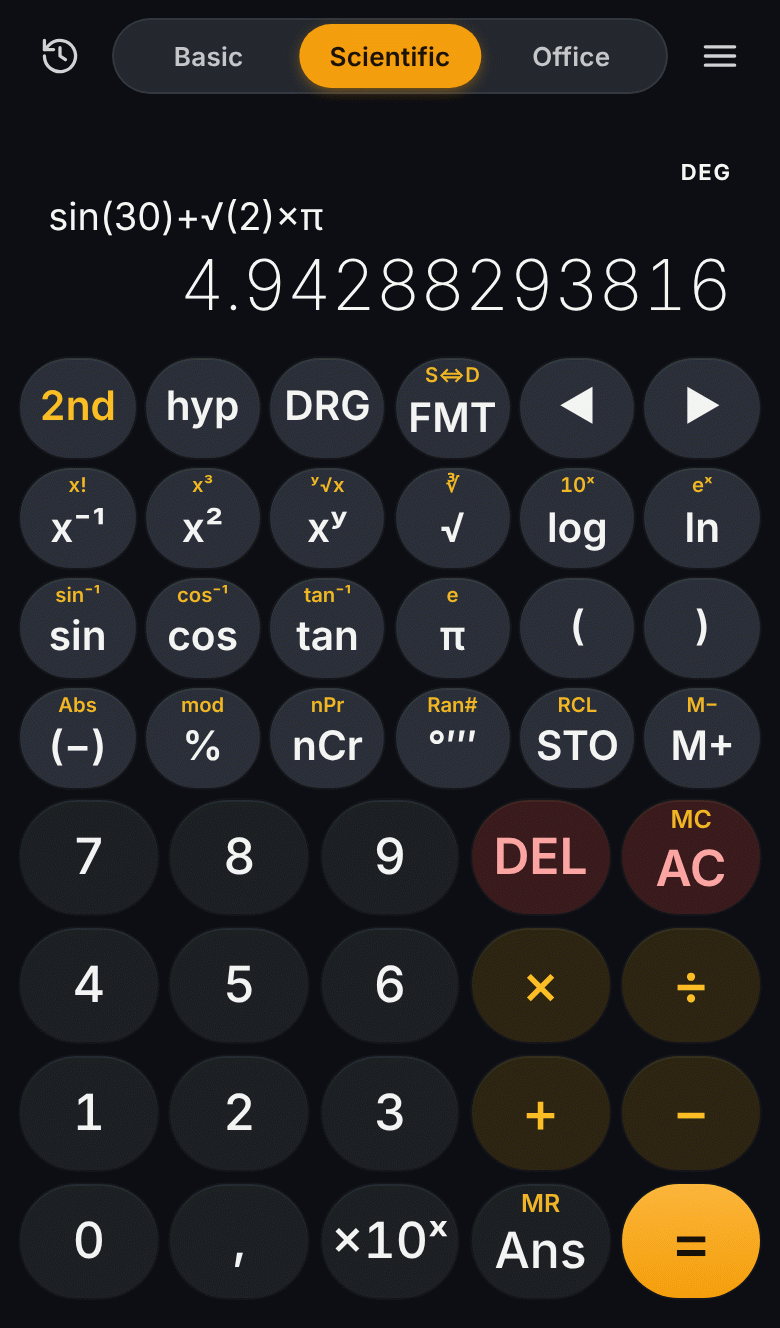 Basic Scientific Office
DEG
sin(30)+√(2)×π
4.94288293816
S⇔D
2nd hyp DRG FMT ◀ ▶
x! x³ ʸ√x ∛ 10ˣ eˣ
x⁻¹ x² xʸ √ log ln
sin⁻¹ cos⁻¹ tan⁻¹ e
sin cos tan π ( )
Abs mod nPr Ran# RCL M−
(−) % nCr °′″′ STO M+
MC
7 8 9 DEL AC
4 5 6 × ÷
1 2 3 + −
MR
0 , ×10ˣ Ans =